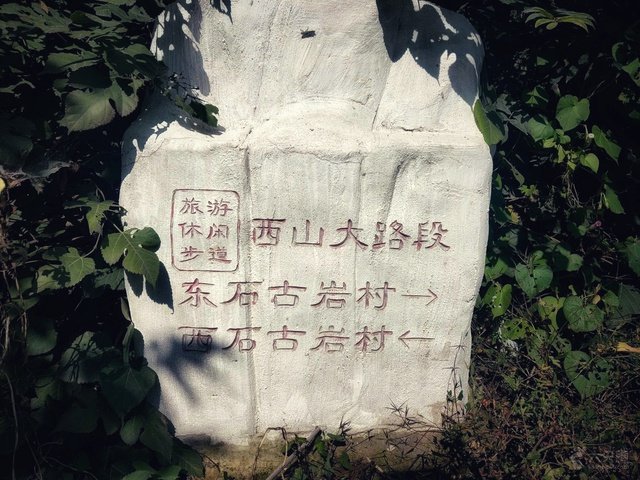 旅游
休闲
步道
西山大路段
东石古岩村→
西石古岩村←